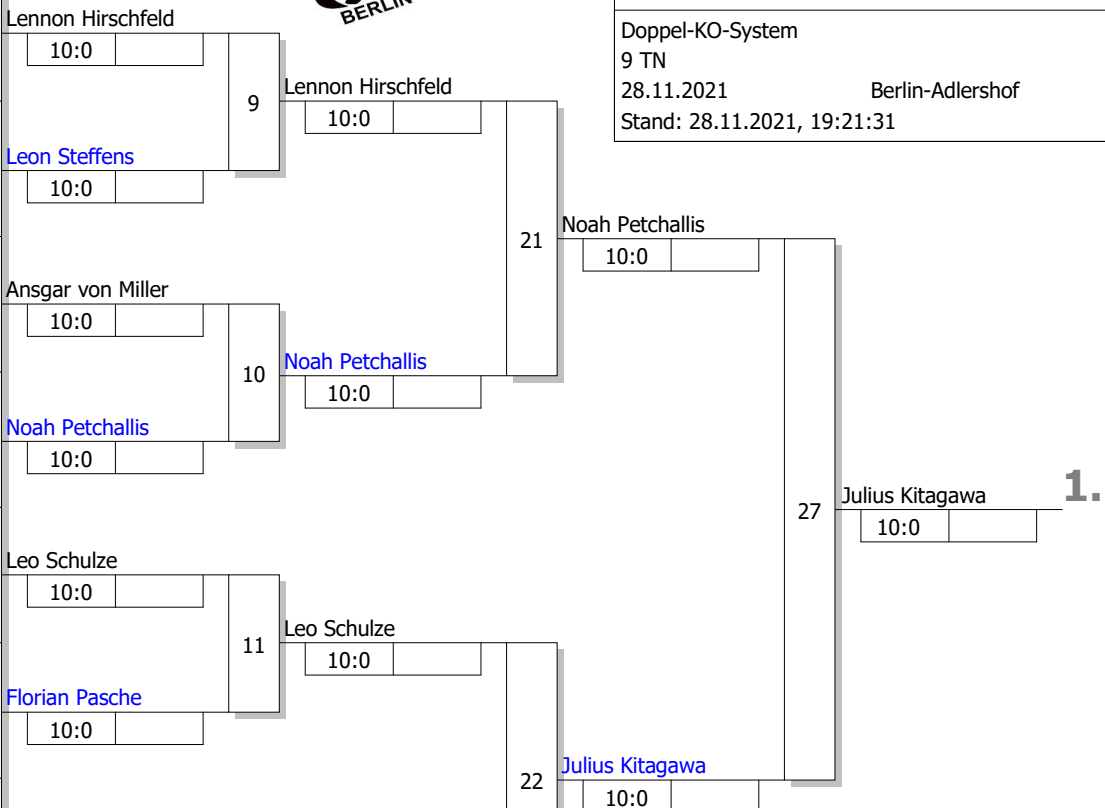 BERLIN
Doppel-KO-System
9 TN
28.11.2021 Berlin-Adlershof
Stand: 28.11.2021, 19:21:31
Lennon Hirschfeld
10:0
9
Lennon Hirschfeld
10:0
Leon Steffens
10:0
21
Noah Petchallis
10:0
Ansgar von Miller
10:0
10
Noah Petchallis
10:0
Noah Petchallis
10:0
27
Julius Kitagawa
1.
10:0
Leo Schulze
10:0
11
Leo Schulze
10:0
Florian Pasche
10:0
22
Julius Kitagawa
10:0